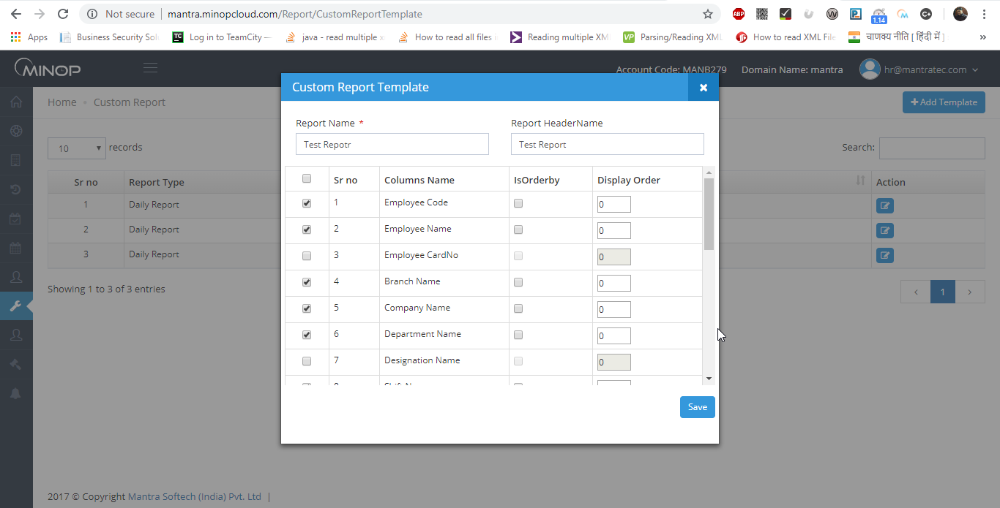 Not secure | mantra.minopcloud.com/Report/CustomReportTemplate
ABP
1.14
Apps Business Security Sol TC Log in to TeamCity — java - read multiple x How to read all files i Reading multiple XM VP Parsing/Reading XML How to read XML File चाणक्य नीति [ हिंदी में ] »
MINOP Account Code: MANB279 Domain Name: mantra hr@mantratec.com
Home Custom Report + Add Template
10 records Search:
Sr no Report Type Action
1 Daily Report
2 Daily Report
3 Daily Report
Showing 1 to 3 of 3 entries
< 1 >
Custom Report Template ×
Report Name * Report HeaderName
Test Repotr Test Report
Sr no Columns Name IsOrderby Display Order
1 Employee Code 0
2 Employee Name 0
3 Employee CardNo 0
4 Branch Name 0
5 Company Name 0
6 Department Name 0
7 Designation Name 0
Save
2017 © Copyright Mantra Softech (India) Pvt. Ltd |